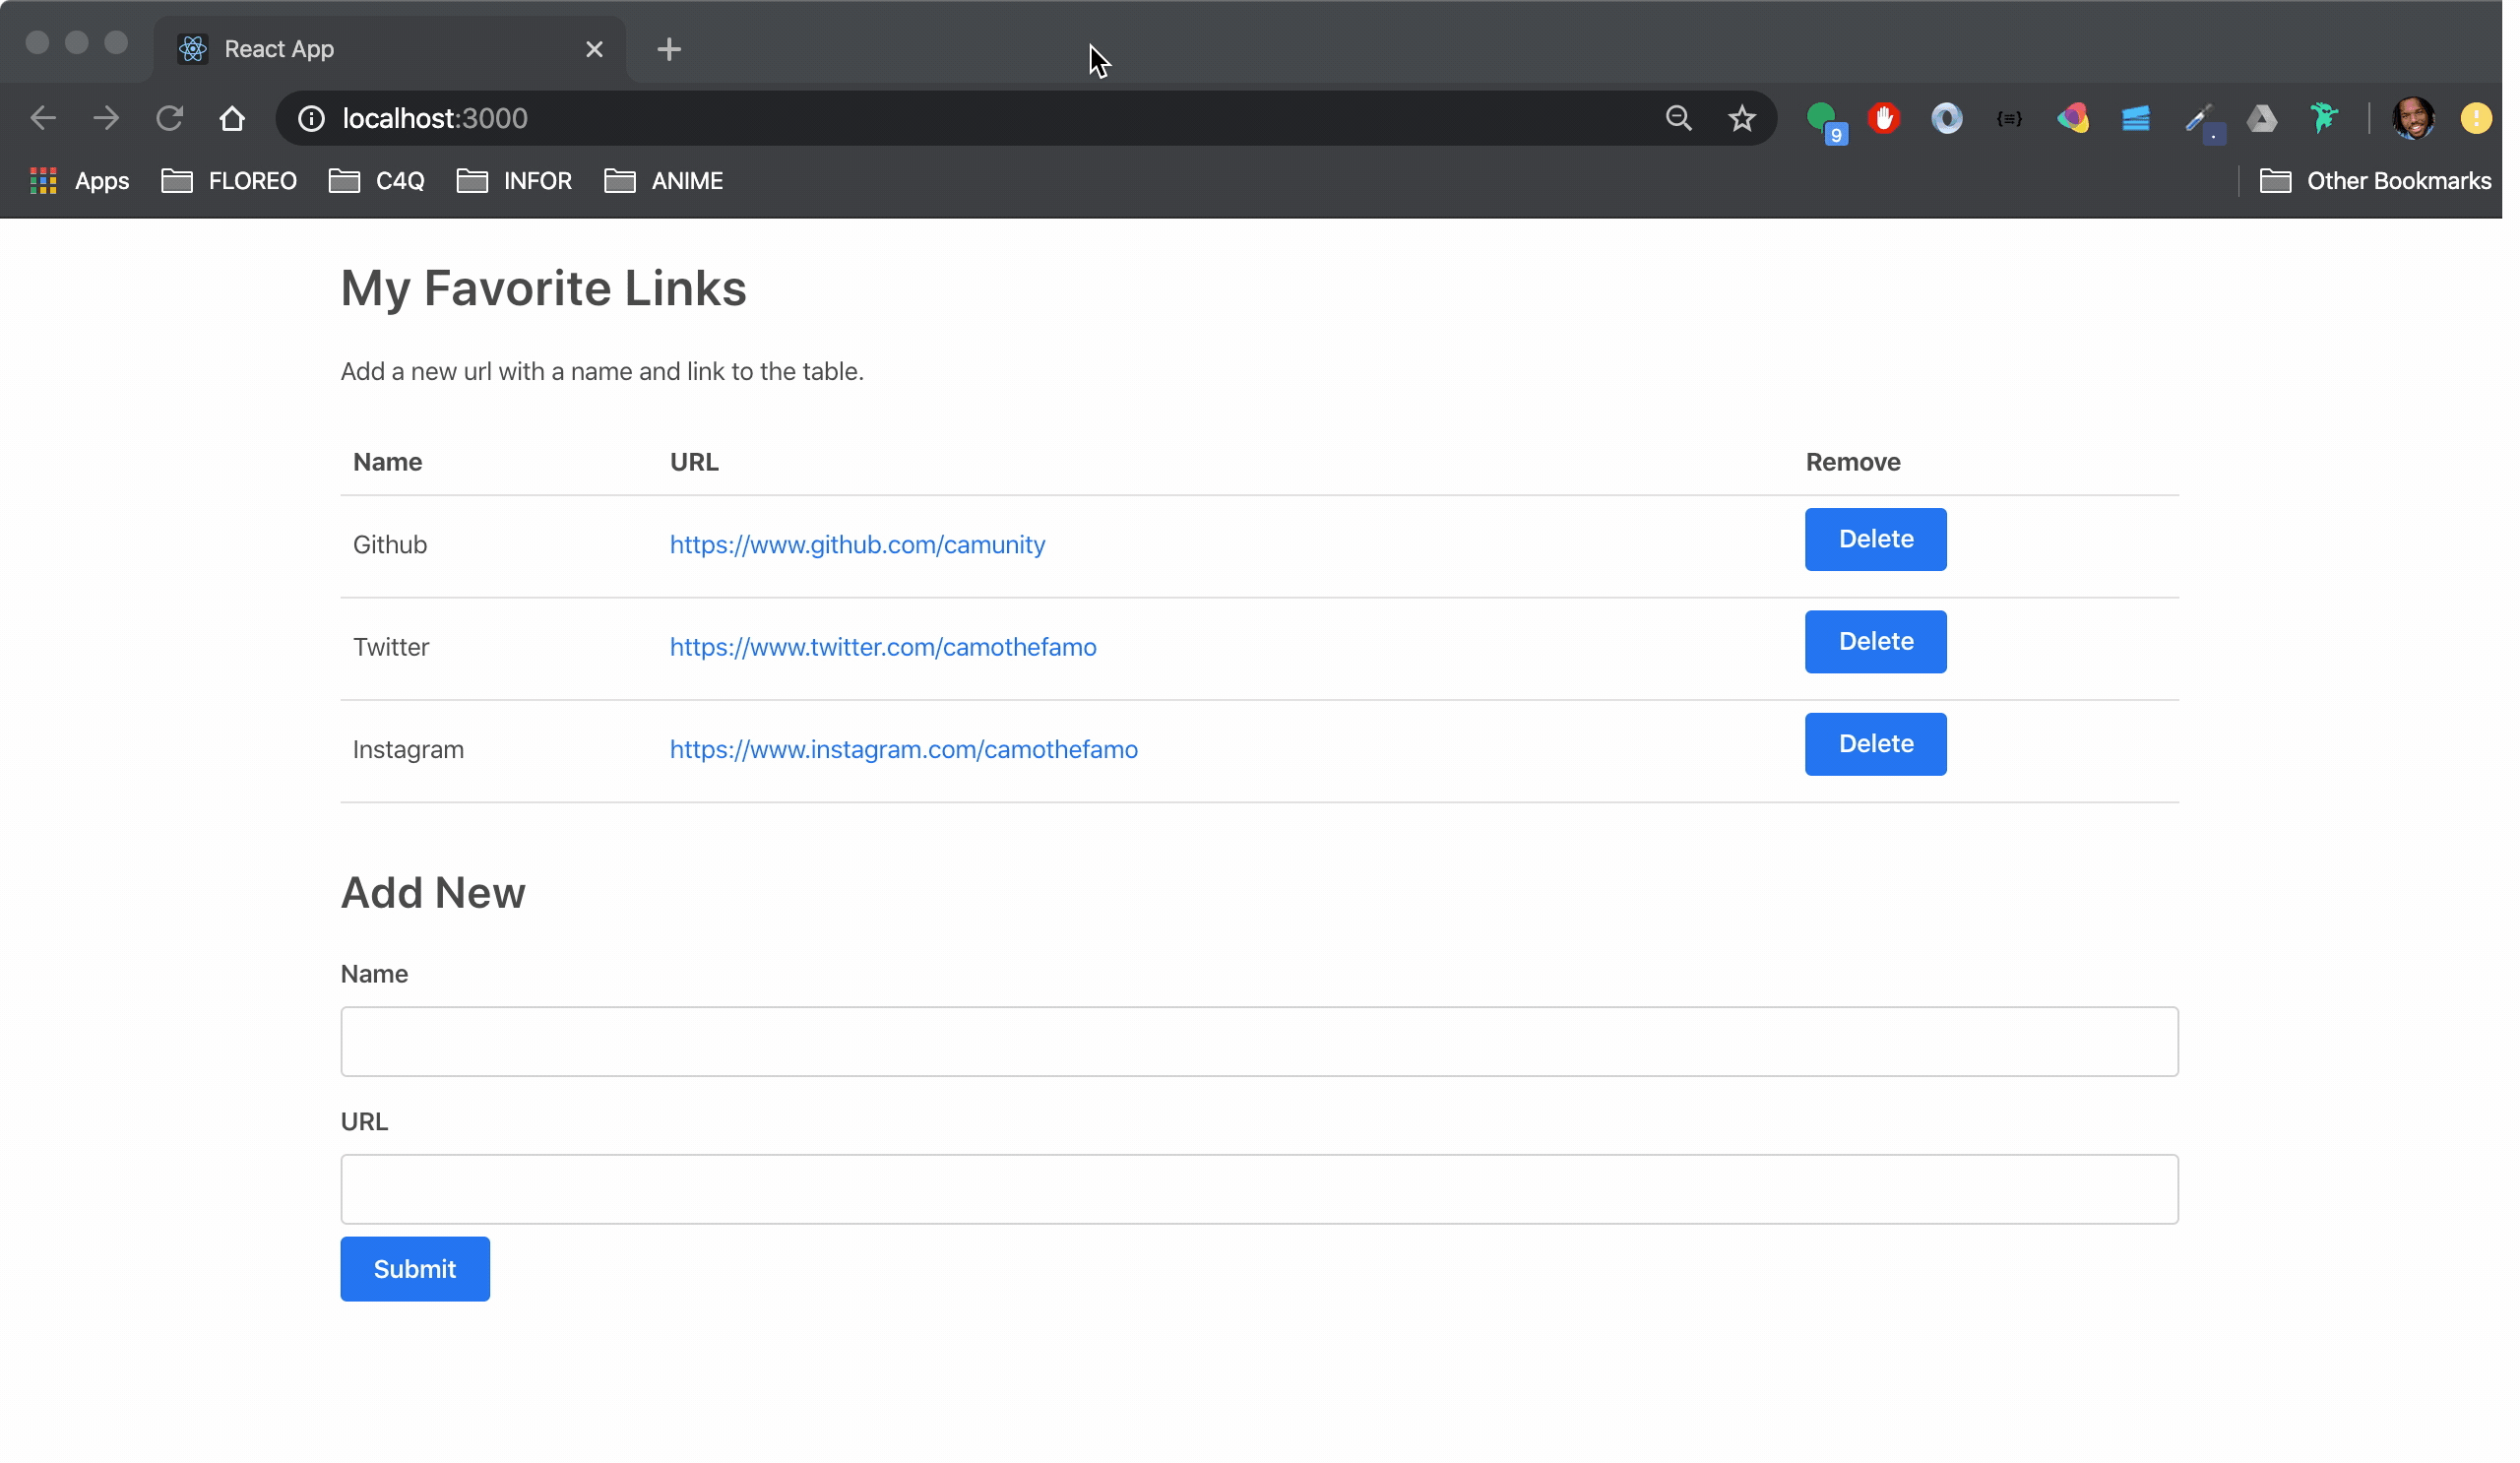 React App
localhost:3000
9
{≡}
Apps FLOREO C4Q INFOR ANIME Other Bookmarks
My Favorite Links
Add a new url with a name and link to the table.
Name URL Remove
Github https://www.github.com/camunity Delete
Twitter https://www.twitter.com/camothefamo Delete
Instagram https://www.instagram.com/camothefamo Delete
Add New
Name
URL
Submit